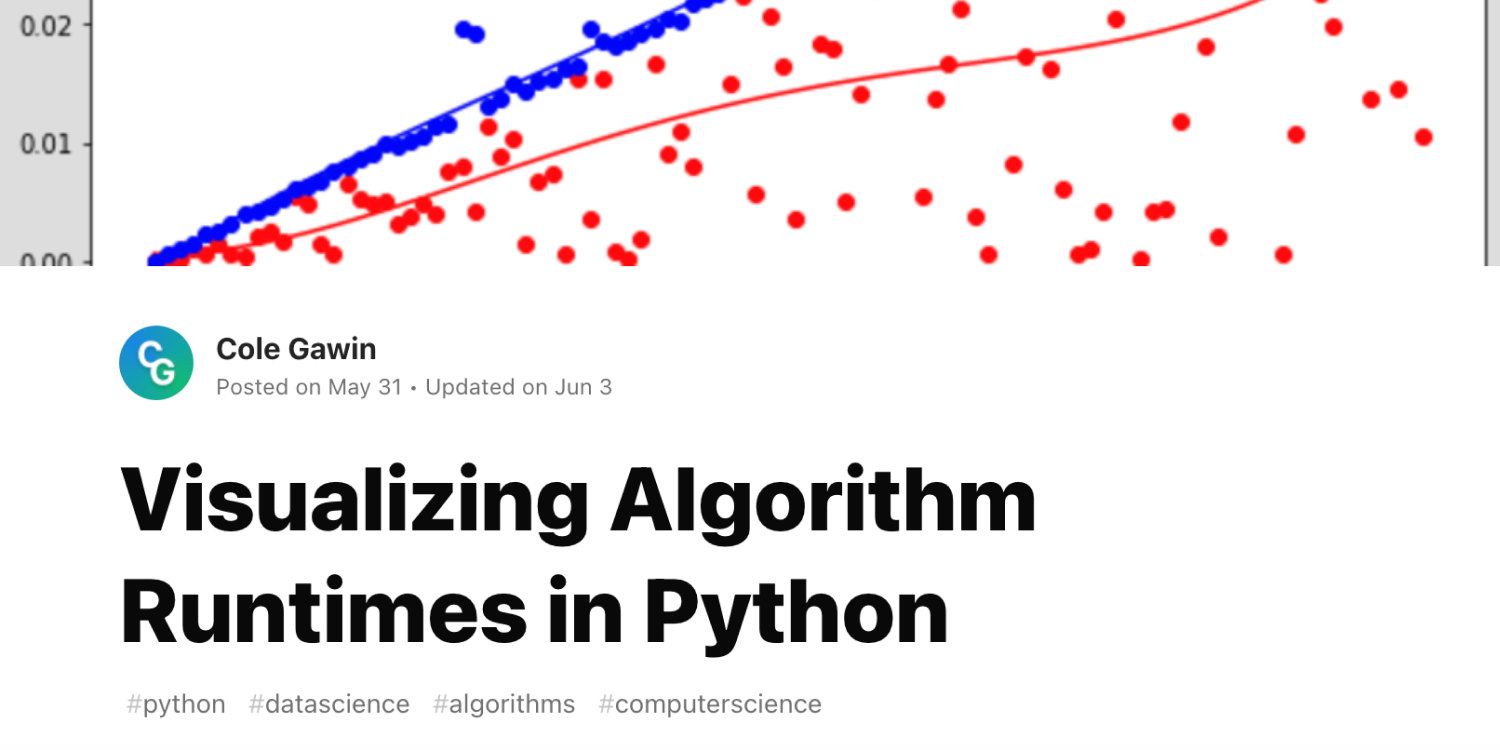 0.02
0.01
0.00
CG
Cole Gawin
Posted on May 31 • Updated on Jun 3
Visualizing Algorithm
Runtimes in Python
#python #datascience #algorithms #computerscience